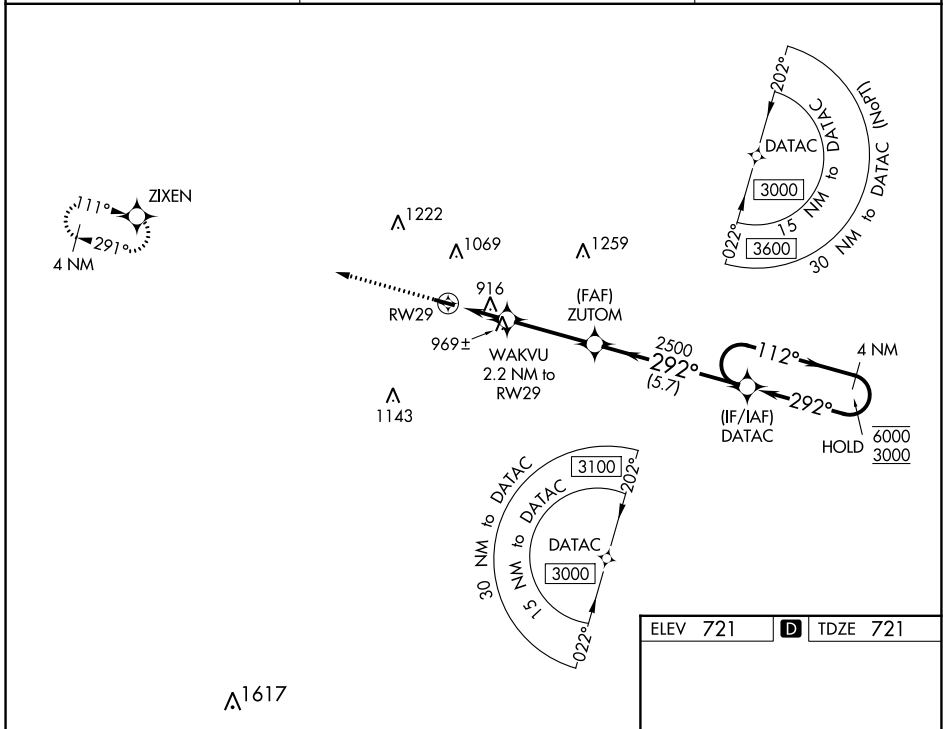 202°
DATAC
3000
15 NM to DATAC
3600
30 NM to DATAC (NoPT)
022°
ZIXEN
111°
291°
4 NM
1222
1069
1259
916
RW29
969±
WAKVU
2.2 NM to
RW29
(FAF)
ZUTOM
2500
292°
(5.7)
112°
4 NM
292°
(IF/IAF)
DATAC
HOLD
6000
3000
1143
3100
202°
30 NM to DATAC
15 NM to DATAC
DATAC
3000
022°
1617
ELEV 721 D TDZE 721